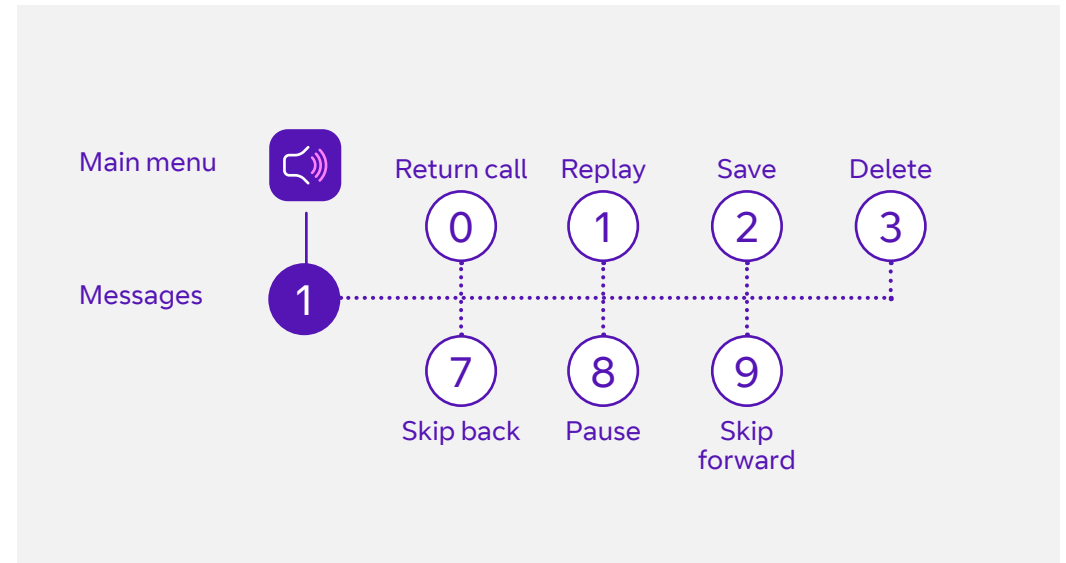 Main menu
Return call
Replay
Save
Delete
0
1
2
3
Messages
1
7
8
9
Skip back
Pause
Skip
forward